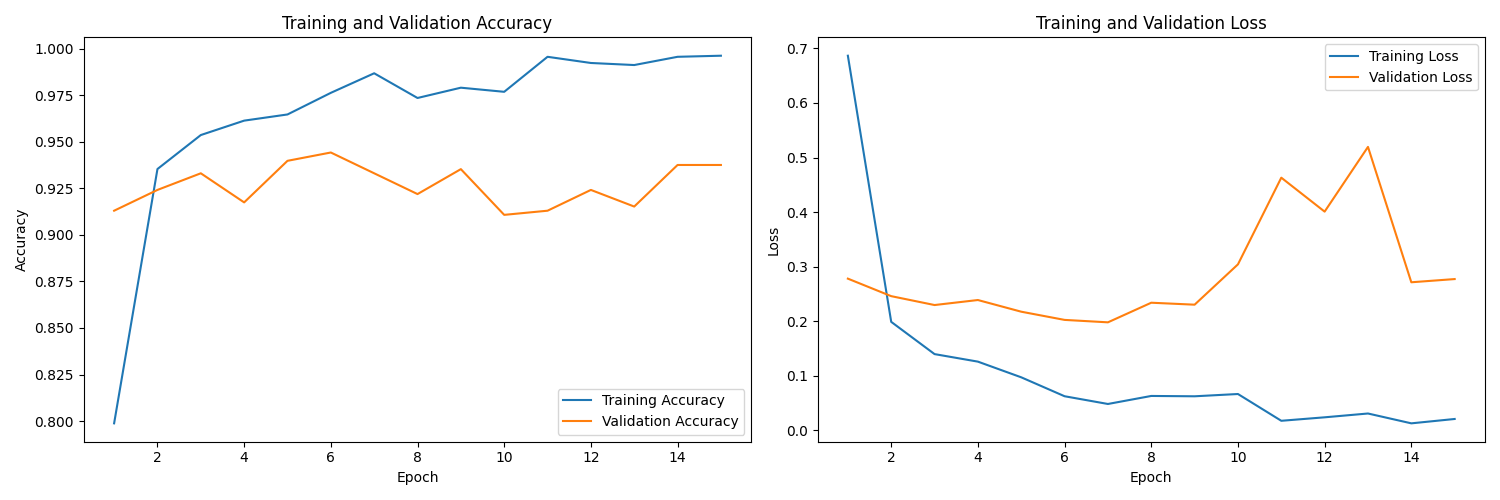 Training and Validation Accuracy
1.000
0.975
0.950
0.925
0.900
0.875
0.850
0.825
0.800
Accuracy
2 4 6 8 10 12 14
Epoch
Training Accuracy
Validation Accuracy
Training and Validation Loss
0.7
0.6
0.5
0.4
0.3
0.2
0.1
0.0
Loss
2 4 6 8 10 12 14
Epoch
Training Loss
Validation Loss